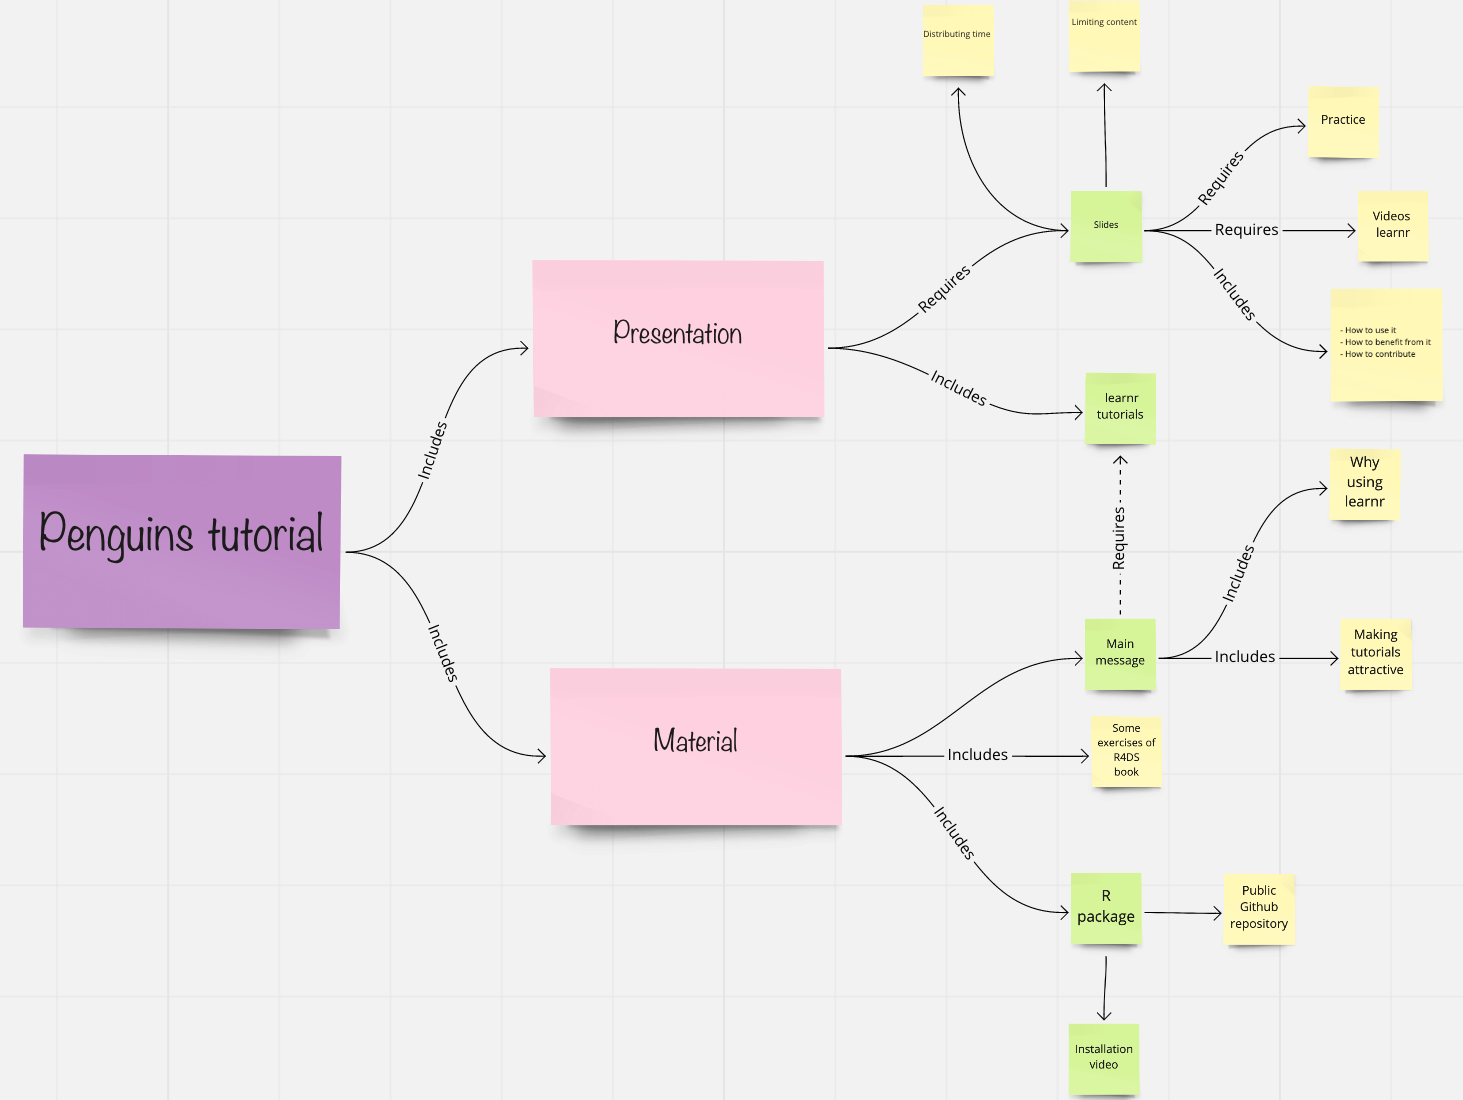 Distributing time
Limiting content
Practice
Requires
Videos
learnr
Requires
Slides
Includes
- How to use it
- How to benefit from it
- How to contribute
Requires
Presentation
Includes
learnr
tutorials
Includes
Penguins tutorial
Includes
Requires
Why
using
learnr
Includes
Main
message
Includes
Making
tutorials
attractive
Material
Includes
Some
exercises of
R4DS
book
Includes
R
package
Public
Github
repository
Installation
video